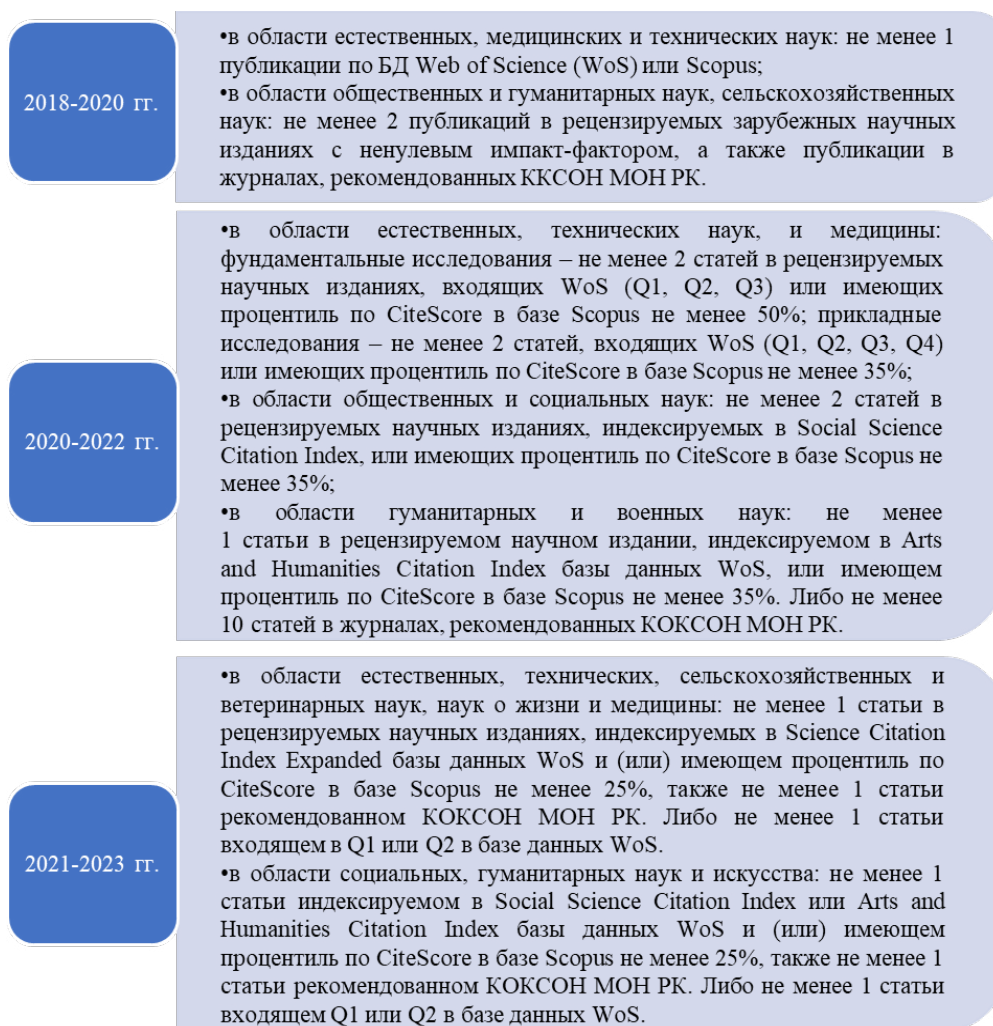 2018-2020 гг.
•в области естественных, медицинских и технических наук: не менее 1
публикации по БД Web of Science (WoS) или Scopus;
•в области общественных и гуманитарных наук, сельскохозяйственных
наук: не менее 2 публикаций в рецензируемых зарубежных научных
изданиях с ненулевым импакт-фактором, а также публикации в
журналах, рекомендованных ККСОН МОН РК.
2020-2022 гг.
•в области естественных, технических наук, и медицины:
фундаментальные исследования – не менее 2 статей в рецензируемых
научных изданиях, входящих WoS (Q1, Q2, Q3) или имеющих
процентиль по CiteScore в базе Scopus не менее 50%; прикладные
исследования – не менее 2 статей, входящих WoS (Q1, Q2, Q3, Q4)
или имеющих процентиль по CiteScore в базе Scopus не менее 35%;
•в области общественных и социальных наук: не менее 2 статей в
рецензируемых научных изданиях, индексируемых в Social Science
Citation Index, или имеющих процентиль по CiteScore в базе Scopus не
менее 35%;
•в области гуманитарных и военных наук: не менее
1 статьи в рецензируемом научном издании, индексируемом в Arts
and Humanities Citation Index базы данных WoS, или имеющем
процентиль по CiteScore в базе Scopus не менее 35%. Либо не менее
10 статей в журналах, рекомендованных КОКСОН МОН РК.
2021-2023 гг.
•в области естественных, технических, сельскохозяйственных и
ветеринарных наук, наук о жизни и медицины: не менее 1 статьи в
рецензируемых научных изданиях, индексируемых в Science Citation
Index Expanded базы данных WoS и (или) имеющем процентиль по
CiteScore в базе Scopus не менее 25%, также не менее 1 статьи
рекомендованном КОКСОН МОН РК. Либо не менее 1 статьи
входящем в Q1 или Q2 в базе данных WoS.
•в области социальных, гуманитарных наук и искусства: не менее 1
статьи индексируемом в Social Science Citation Index или Arts and
Humanities Citation Index базы данных WoS и (или) имеющем
процентиль по CiteScore в базе Scopus не менее 25%, также не менее 1
статьи рекомендованном КОКСОН МОН РК. Либо не менее 1 статьи
входящем Q1 или Q2 в базе данных WoS.